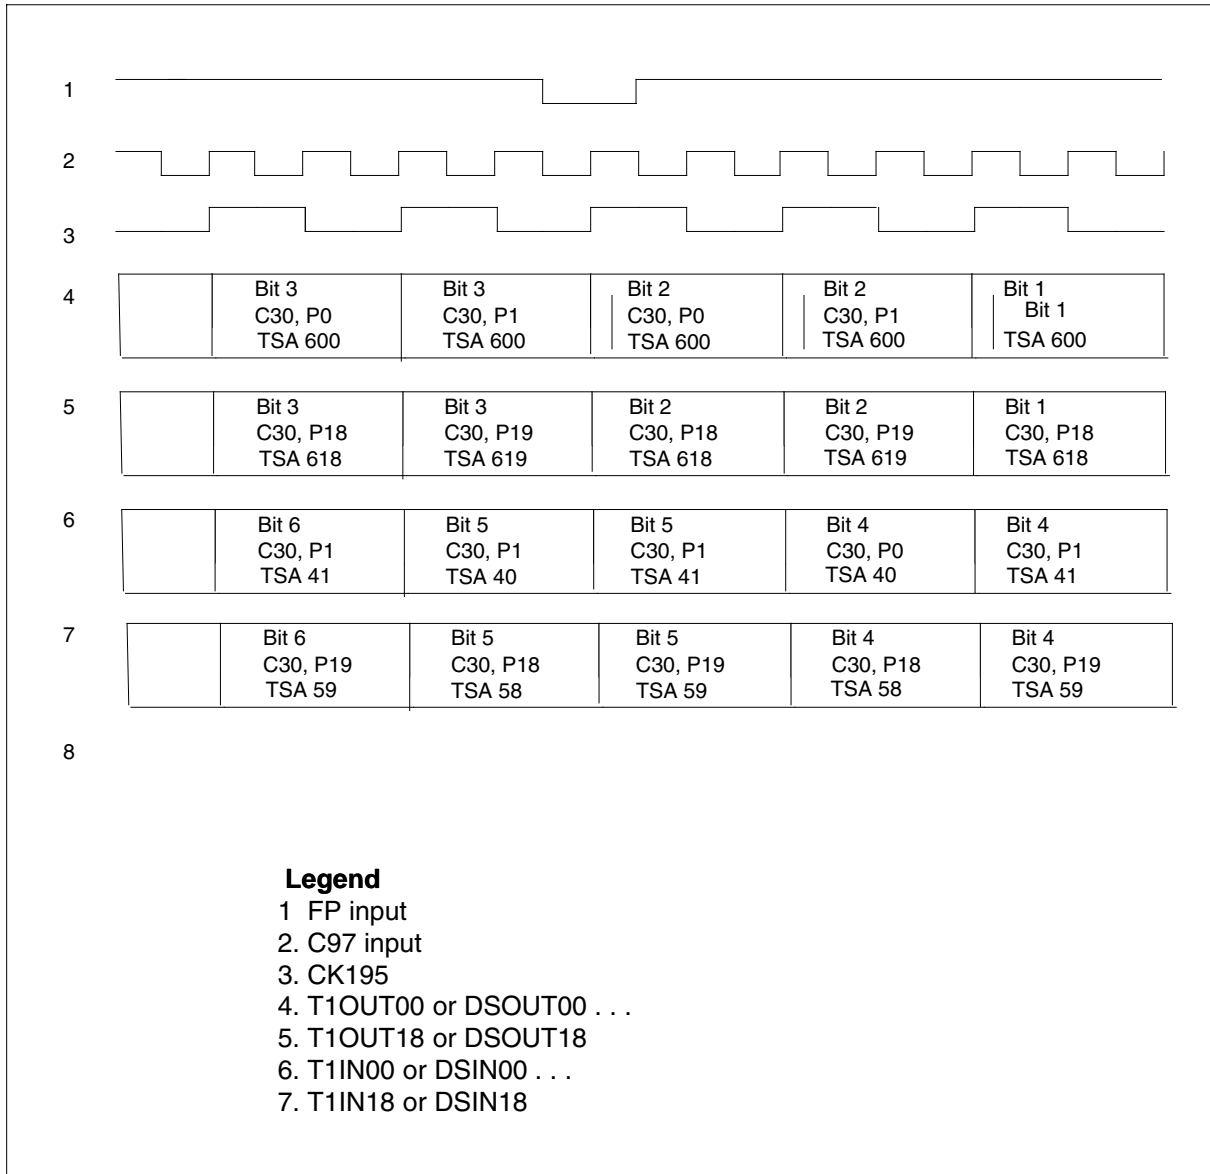 1
2
3
4
Bit 3 Bit 3 Bit 2 Bit 2 Bit 1
C30, P0 C30, P1 C30, P0 C30, P1 Bit 1
TSA 600 TSA 600 TSA 600 TSA 600 TSA 600
5
Bit 3 Bit 3 Bit 2 Bit 2 Bit 1
C30, P18 C30, P19 C30, P18 C30, P19 C30, P18
TSA 618 TSA 619 TSA 618 TSA 619 TSA 618
6
Bit 6 Bit 5 Bit 5 Bit 4 Bit 4
C30, P1 C30, P1 C30, P1 C30, P0 C30, P1
TSA 41 TSA 40 TSA 41 TSA 40 TSA 41
7
Bit 6 Bit 5 Bit 5 Bit 4 Bit 4
C30, P19 C30, P18 C30, P19 C30, P18 C30, P19
TSA 59 TSA 58 TSA 59 TSA 58 TSA 59
8
Legend
1 FP input
2. C97 input
3. CK195
4. T1OUT00 or DSOUT00 . . .
5. T1OUT18 or DSOUT18
6. T1IN00 or DSIN00 . . .
7. T1IN18 or DSIN18